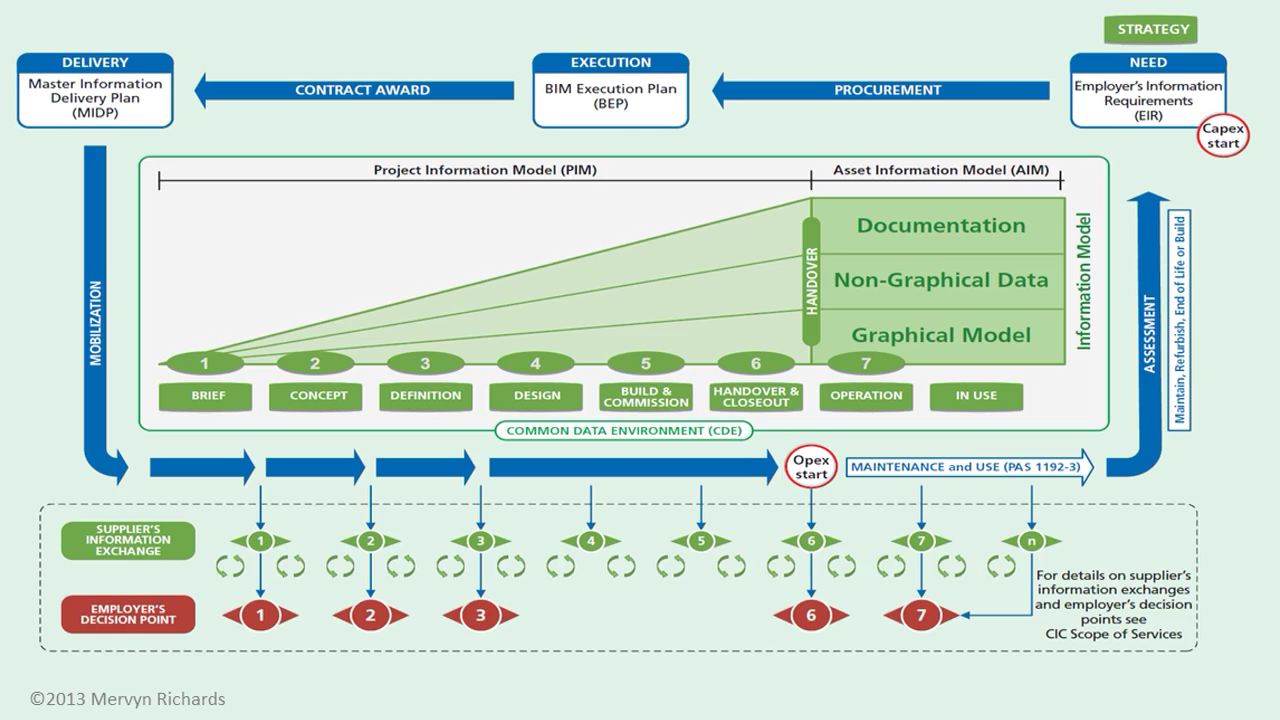 STRATEGY
DELIVERY
Master Information
Delivery Plan
(MIDP)
CONTRACT AWARD
EXECUTION
BIM Execution Plan
(BEP)
PROCUREMENT
NEED
Employer's Information
Requirements
(EIR)
Capex
start
Project Information Model (PIM)
Asset Information Model (AIM)
Documentation
Non-Graphical Data
Graphical Model
HANDOVER
Information Model
MOBILIZATION
ASSESSMENT
Maintain, Refurbish, End of Life or Build
1 2 3 4 5 6 7
BRIEF
CONCEPT
DEFINITION
DESIGN
BUILD &
COMMISSION
HANDOVER &
CLOSEOUT
OPERATION
IN USE
COMMON DATA ENVIRONMENT (CDE)
Opex
start
MAINTENANCE and USE (PAS 1192-3)
SUPPLIER'S
INFORMATION
EXCHANGE
1 2 3 4 5 6 7 n
EMPLOYER'S
DECISION POINT
1 2 3 6 7
For details on supplier's
information exchanges
and employer's decision
points see
CIC Scope of Services
©2013 Mervyn Richards